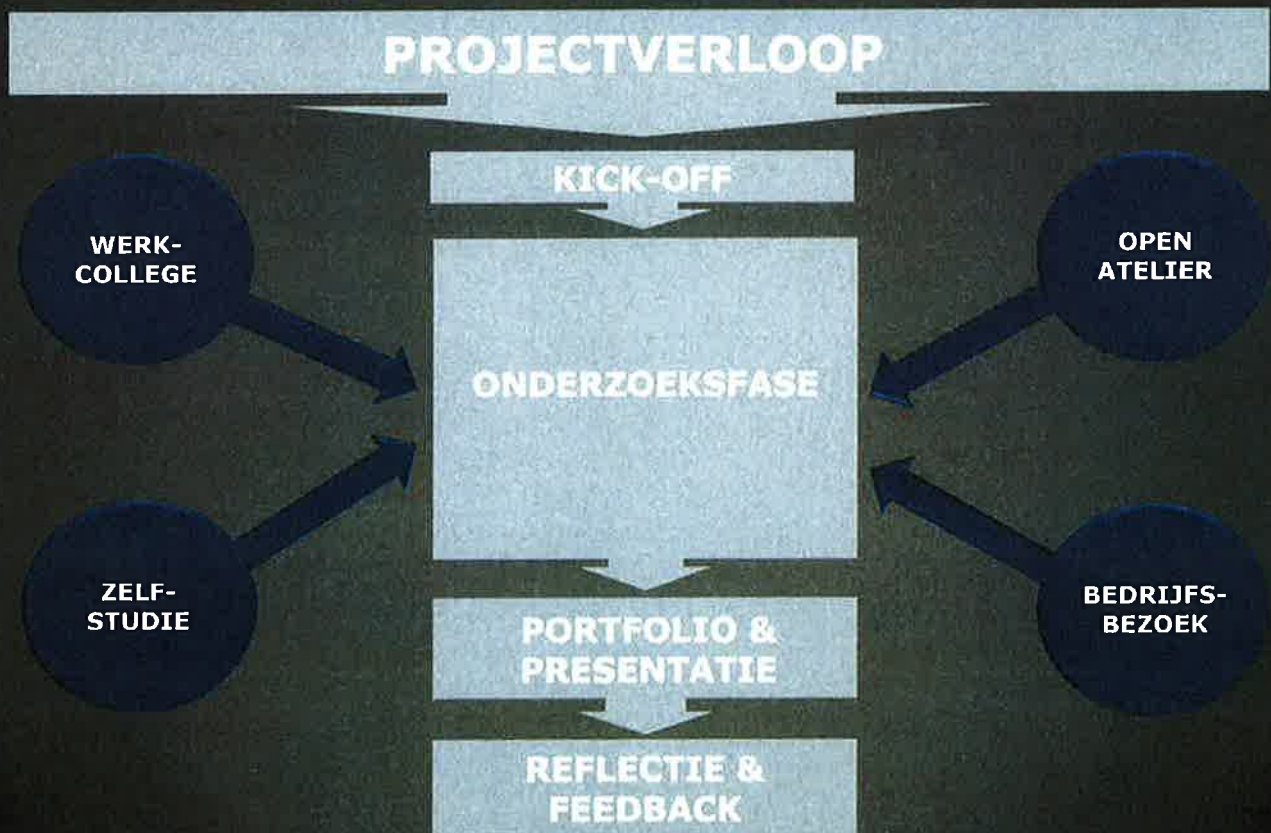 PROJECTVERLOOP
KICK-OFF
WERK-
COLLEGE
OPEN
ATELIER
ONDERZOEKSFASE
ZELF-
STUDIE
BEDRIJFS-
BEZOEK
PORTFOLIO &
PRESENTATIE
REFLECTIE &
FEEDBACK